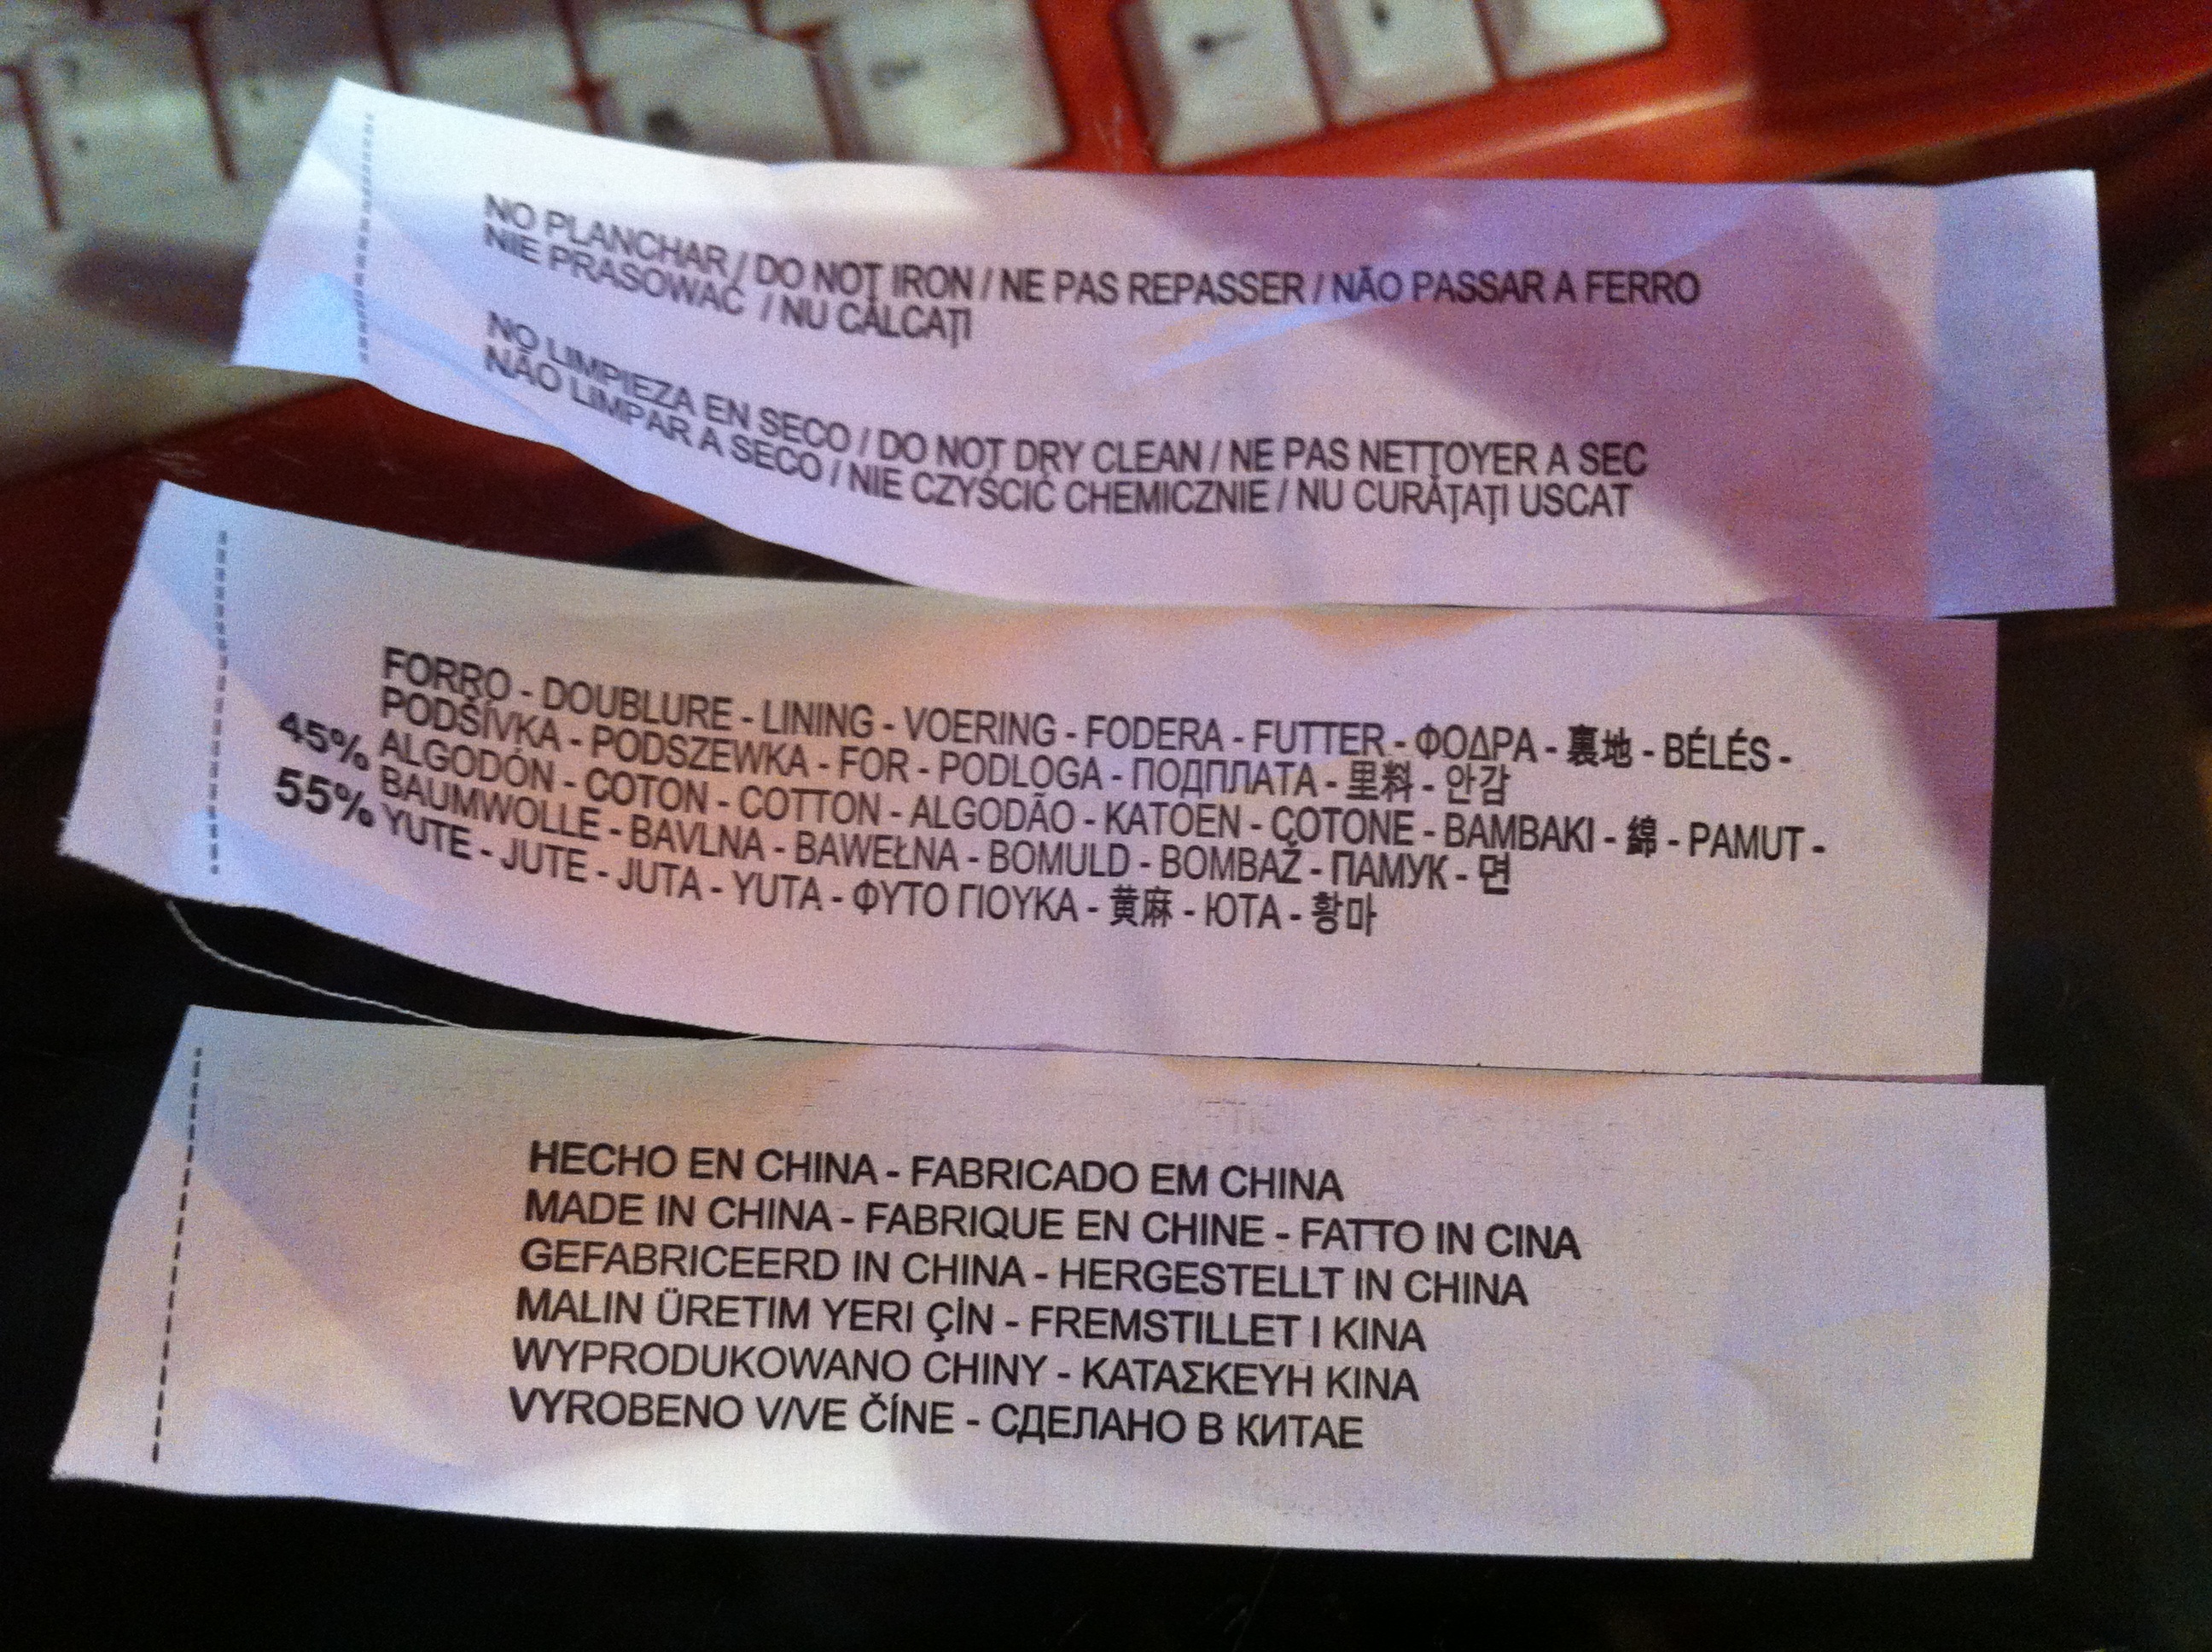 NO PLANCHAR / DO NOT IRON / NE PAS REPASSER / NÃO PASSAR A FERRO
NIE PRASOWAĆ / NU CĂLCAŢI
NO LIMPIEZA EN SECO / DO NOT DRY CLEAN / NE PAS NETTOYER A SEC
NÃO LIMPAR A SECO / NIE CZYŚCIĆ CHEMICZNIE / NU CURĂŢAŢI USCAT
FORRO - DOUBLURE - LINING - VOERING - FODERA - FUTTER - ΦΟΔΡΑ - 裏地 - BÉLÉS -
PODŠÍVKA - PODSZEWKA - FOR - PODLOGA - ПОДПЛАТА - 里料 - 안감
45% ALGODÓN - COTON - COTTON - ALGODÃO - KATOEN - COTONE - BAMBAKI - 綿 - PAMUT -
BAUMWOLLE - BAVLNA - BAWEŁNA - BOMULD - BOMBAŽ - ПАМУК - 면
55% YUTE - JUTE - JUTA - YUTA - ΦΥΤΟ ΓΙΟΥΚΑ - 黄麻 - ЮТА - 황마
HECHO EN CHINA - FABRICADO EM CHINA
MADE IN CHINA - FABRIQUE EN CHINE - FATTO IN CINA
GEFABRICEERD IN CHINA - HERGESTELLT IN CHINA
MALIN ÜRETIM YERI ÇİN - FREMSTILLET I KINA
WYPRODUKOWANO CHINY - ΚΑΤΑΣΚΕΥΗ ΚΙΝΑ
VYROBENO V/VE ČÍNE - СДЕЛАНО В КИТАЕ